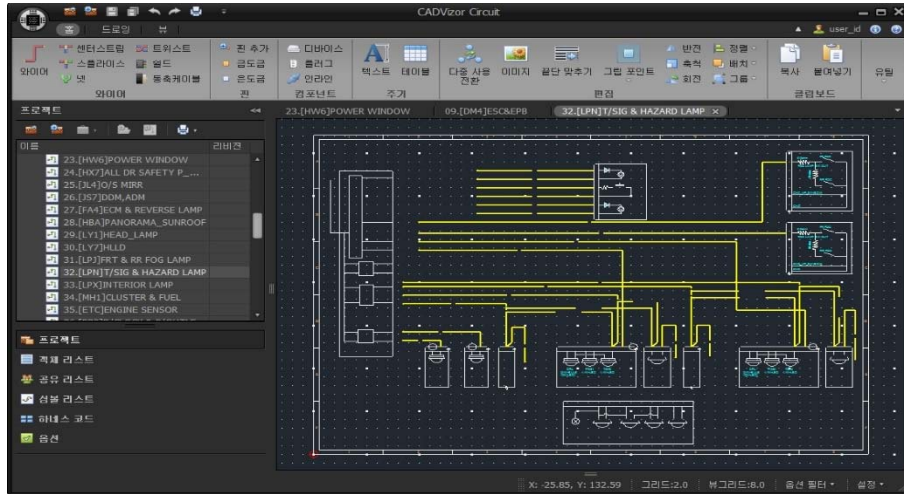 CADVizor Circuit
홈 드로잉 뷰
user_id
와이어
센터스트립 트위스트
스플라이스 쉴드
넷 동축케이블
와이어
핀 추가
금도금
은도금
핀
디바이스
플러그
인라인
컴포넌트
텍스트 테이블
주기
다중 사용 전환
이미지
끝단 맞추기
그립 포인트
반전 정렬
축척 배치
회전 그룹
편집
복사 붙여넣기
클립보드
유틸
프로젝트
이름 리비젼
23.[HW6]POWER WINDOW
24.[HX7]ALL DR SAFETY P_...
25.[JL4]O/S MIRR
26.[JS7]DDM,ADM
27.[FA4]ECM & REVERSE LAMP
28.[HBA]PANORAMA_SUNROOF
29.[LY1]HEAD_LAMP
30.[LY7]HLLD
31.[LPJ]FRT & RR FOG LAMP
32.[LPN]T/SIG & HAZARD LAMP
33.[LPX]INTERIOR LAMP
34.[MH1]CLUSTER & FUEL
35.[ETC]ENGINE SENSOR
프로젝트
객체 리스트
공유 리스트
심볼 리스트
하네스 코드
옵션
23.[HW6]POWER WINDOW 09.[DM4]ESC&EPB 32.[LPN]T/SIG & HAZARD LAMP
X: -25.85, Y: 132.59 그리드:2.0 뷰그리드:8.0 옵션 필터 설정